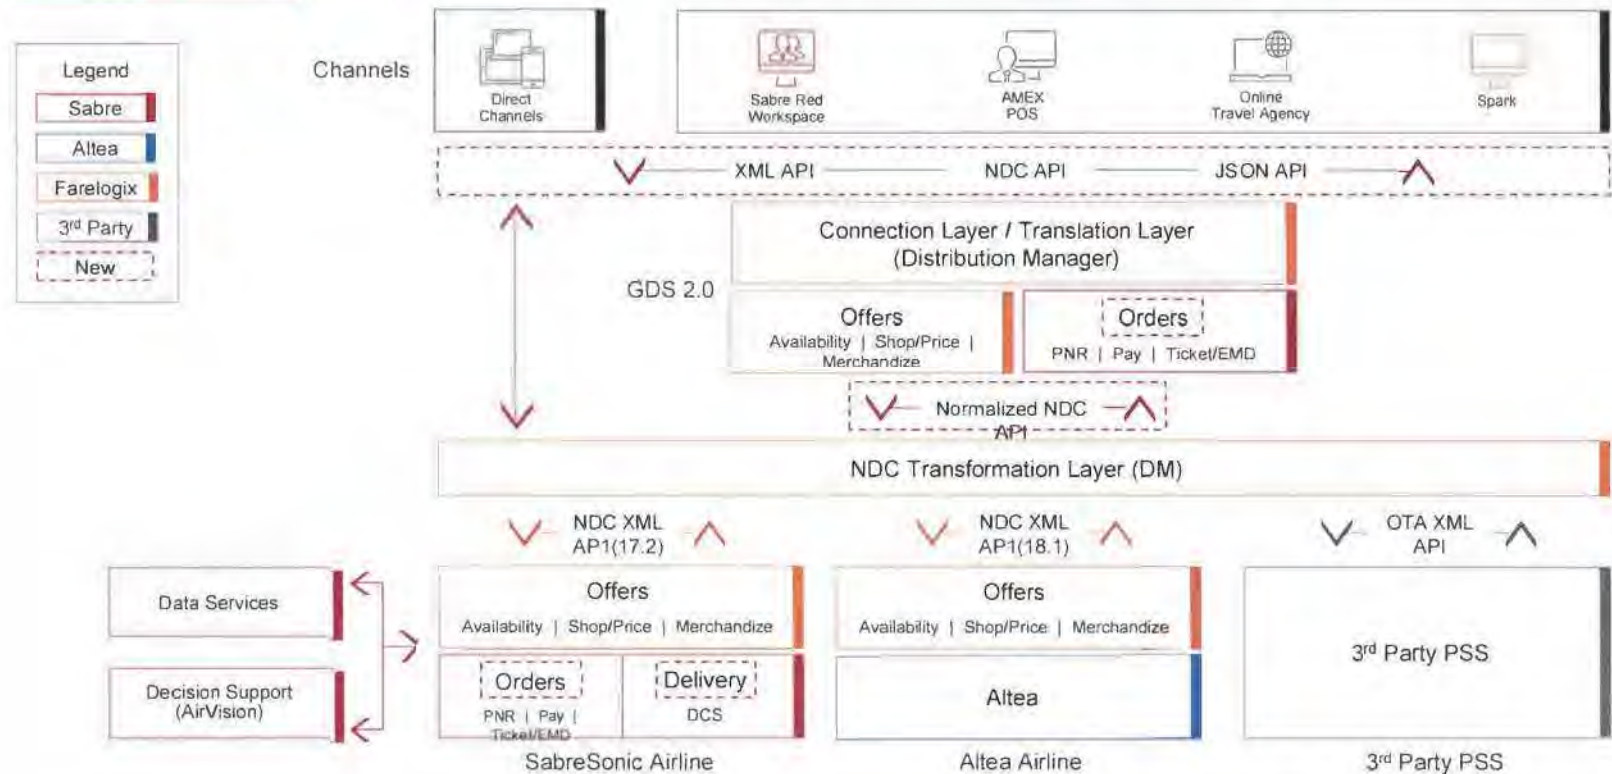 Legend
Sabre
Altea
Farelogix
3rd Party
New
Channels
Direct
Channels
Sabre Red
Workspace
AMEX
POS
Online
Travel Agency
Spark
XML API
NDC API
JSON API
GDS 2.0
Connection Layer / Translation Layer
(Distribution Manager)
Offers
Availability | Shop/Price |
Merchandize
Orders
PNR | Pay | Ticket/EMD
Normalized NDC
API
NDC Transformation Layer (DM)
NDC XML
AP1(17.2)
NDC XML
AP1(18.1)
OTA XML
API
Data Services
Decision Support
(AirVision)
Offers
Availability | Shop/Price | Merchandize
Orders
PNR | Pay |
Ticket/EMD
Delivery
DCS
SabreSonic Airline
Offers
Availability | Shop/Price | Merchandize
Altea
Altea Airline
3rd Party PSS
3rd Party PSS